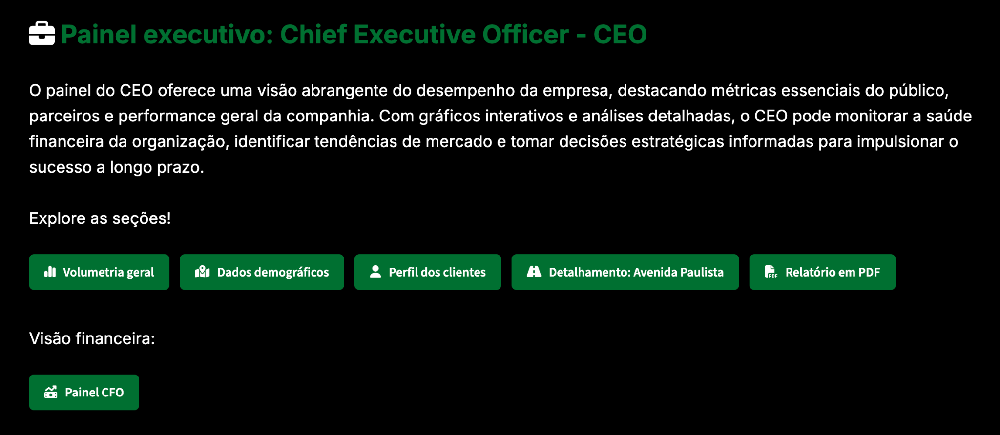 Painel executivo: Chief Executive Officer - CEO
O painel do CEO oferece uma visão abrangente do desempenho da empresa, destacando métricas essenciais do público,
parceiros e performance geral da companhia. Com gráficos interativos e análises detalhadas, o CEO pode monitorar a saúde
financeira da organização, identificar tendências de mercado e tomar decisões estratégicas informadas para impulsionar o
sucesso a longo prazo.
Explore as seções!
Volumetria geral
Dados demográficos
Perfil dos clientes
Detalhamento: Avenida Paulista
PDF
Relatório em PDF
Visão financeira:
Painel CFO